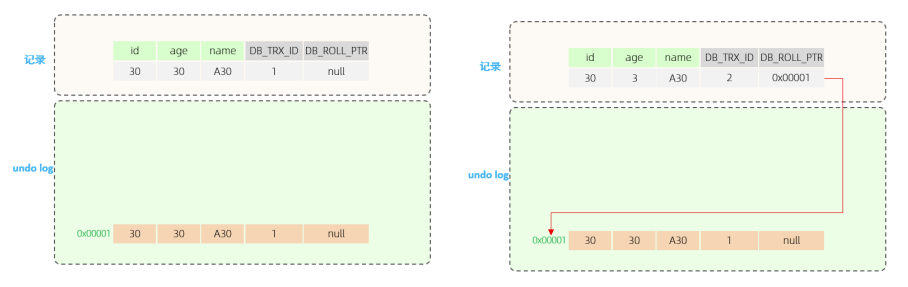 id age name DB_TRX_ID DB_ROLL_PTR
记录
30 30 A30 1 null
undo log
0x00001 30 30 A30 1 null
id age name DB_TRX_ID DB_ROLL_PTR
记录
30 3 A30 2 0x00001
undo log
0x00001 30 30 A30 1 null